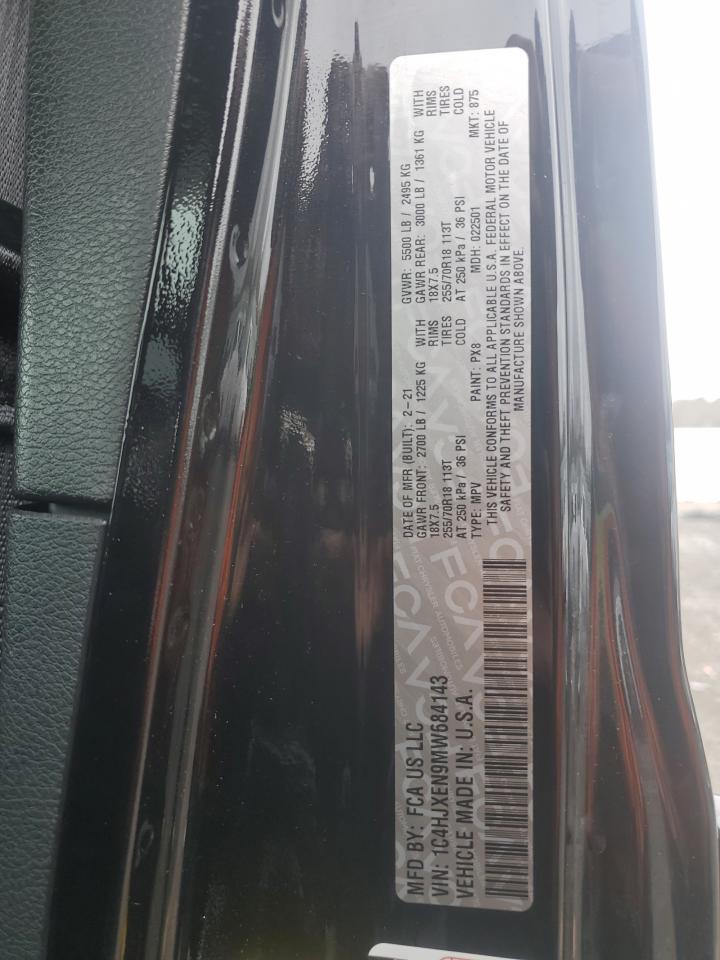 MFD BY: FCA US LLC
VIN: 1C4HJXEN9MW684143
VEHICLE MADE IN: U.S.A.
DATE OF MFR (BUILT): 2-21 GVWR: 5500 LB / 2495 KG
GAWR FRONT: 2700 LB / 1225 KG WITH GAWR REAR: 3000 LB / 1361 KG WITH
18X7.5 RIMS 18X7.5 RIMS
255/70R18 113T TIRES 255/70R18 113T TIRES
AT 250 kPa / 36 PSI COLD AT 250 kPa / 36 PSI COLD
TYPE: MPV PAINT: PX8 MDH: 022501 MKT: 875
THIS VEHICLE CONFORMS TO ALL APPLICABLE U.S.A. FEDERAL MOTOR VEHICLE
SAFETY AND THEFT PREVENTION STANDARDS IN EFFECT ON THE DATE OF
MANUFACTURE SHOWN ABOVE.